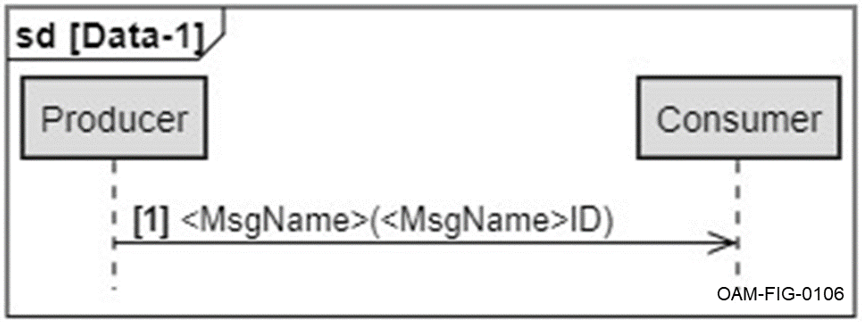 sd [Data-1]
Producer
Consumer
[1] <MsgName>(<MsgName>ID)
OAM-FIG-0106